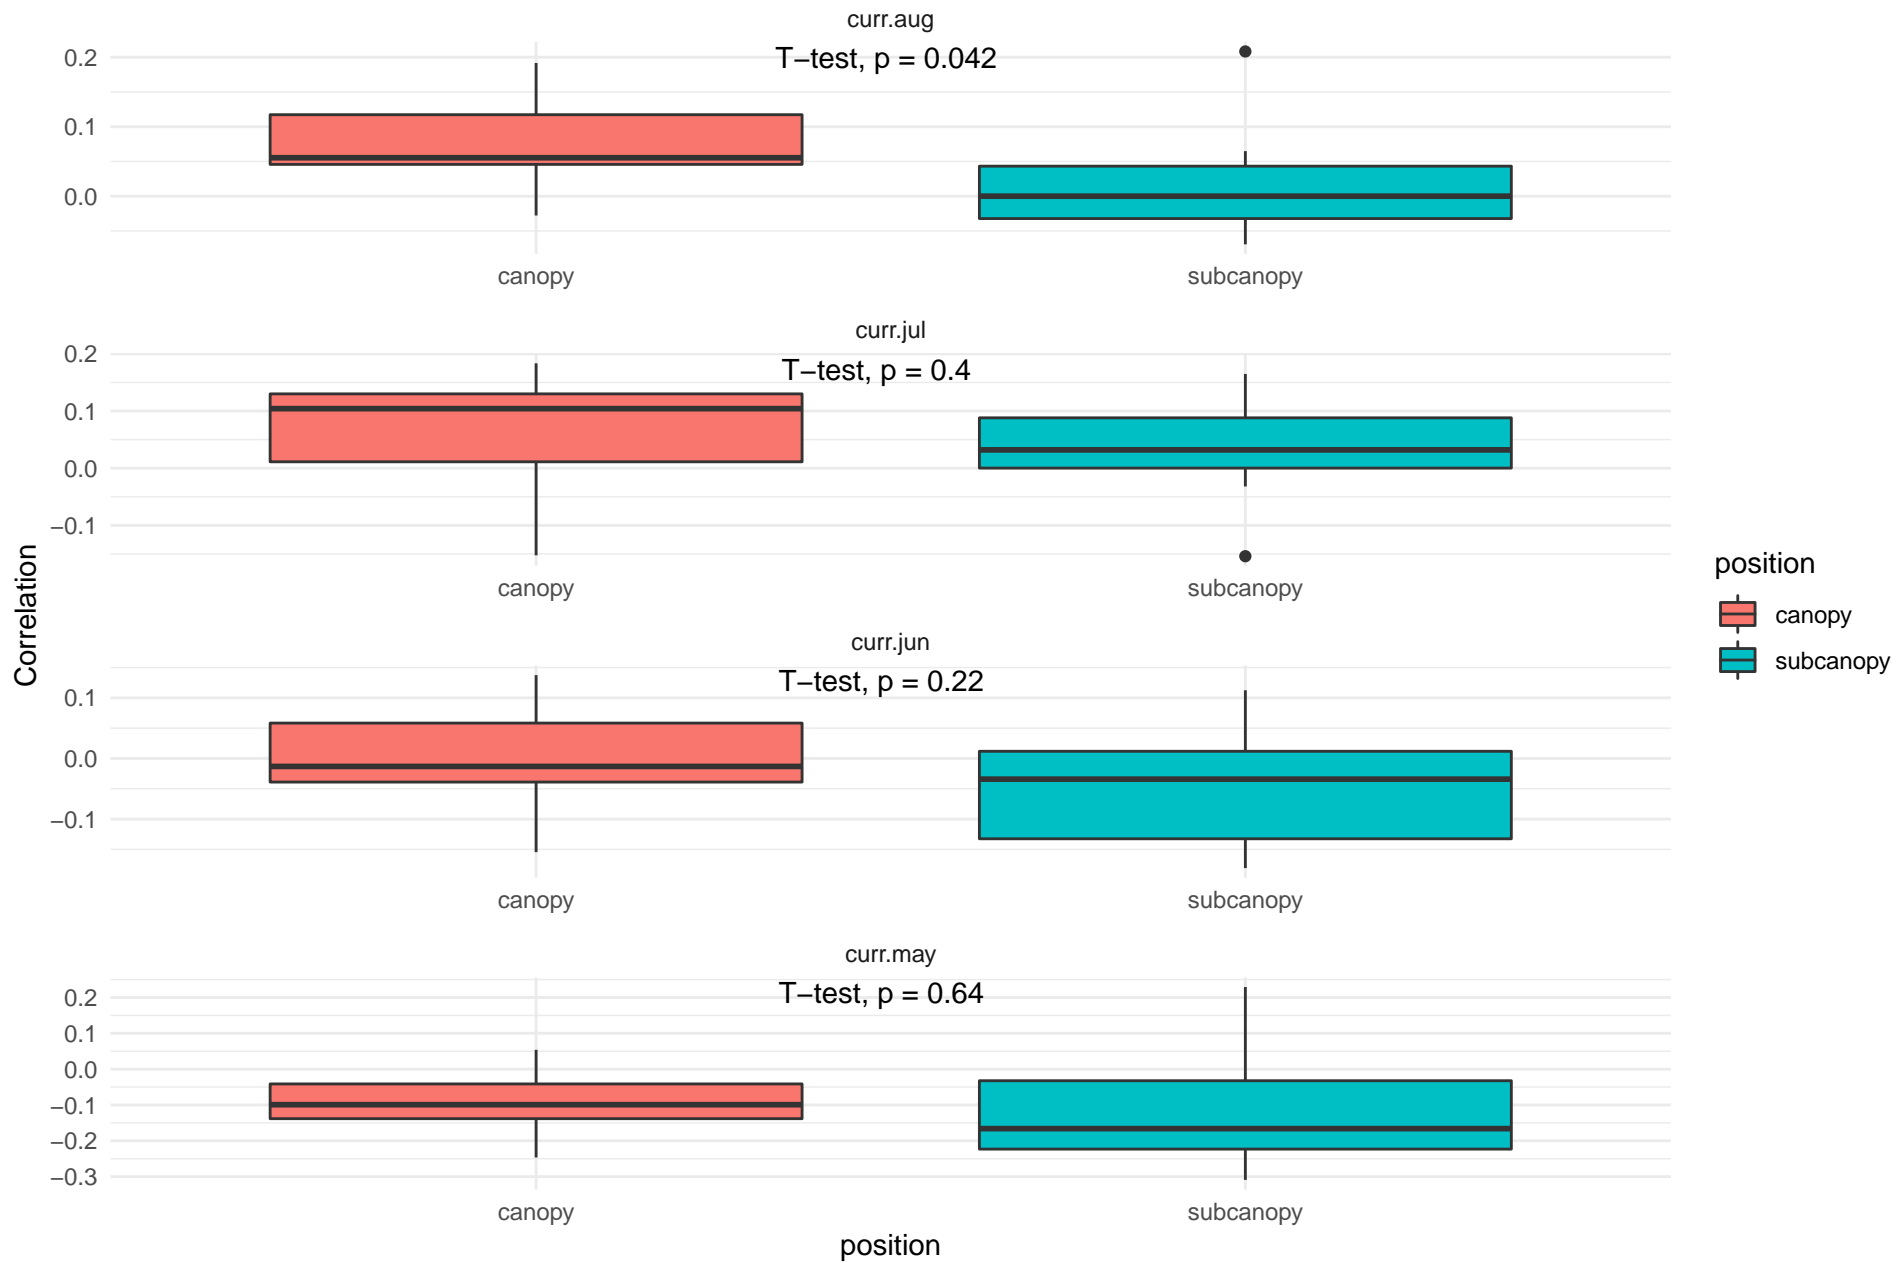 curr.aug
T−test, p = 0.042
0.2
0.1
0.0
canopy
subcanopy
curr.jul
T−test, p = 0.4
0.2
0.1
0.0
−0.1
canopy
subcanopy
curr.jun
T−test, p = 0.22
0.1
0.0
−0.1
canopy
subcanopy
curr.may
T−test, p = 0.64
0.2
0.1
0.0
−0.1
−0.2
−0.3
canopy
subcanopy
position
Correlation
position
canopy
subcanopy